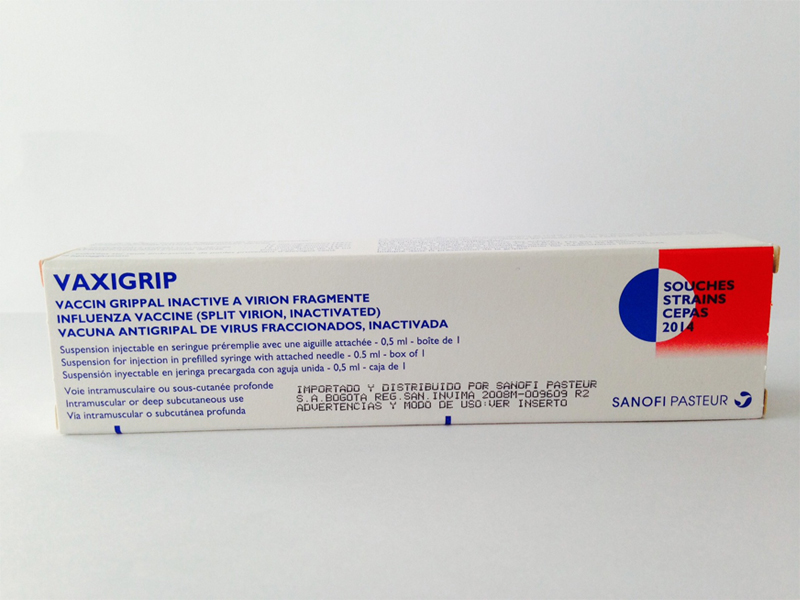 VAXIGRIP
VACCIN GRIPPAL INACTIVE A VIRION FRAGMENTE
INFLUENZA VACCINE (SPLIT VIRION, INACTIVATED)
VACUNA ANTIGRIPAL DE VIRUS FRACCIONADOS, INACTIVADA
Suspension injectable en seringue préremplie avec une aiguille attachée - 0,5 ml - boîte de 1
Suspension for injection in prefilled syringe with attached needle - 0.5 ml - box of 1
Suspensión inyectable en jeringa precargada con aguja unida - 0,5 ml - caja de 1
Voie intramusculaire ou sous-cutanée profonde
Intramuscular or deep subcutaneous use
Vía intramuscular o subcutánea profunda
IMPORTADO Y DISTRIBUIDO POR SANOFI PASTEUR
S.A.BOGOTA REG.SAN.INVIMA 2008M-009609 R2
ADVERTENCIAS Y MODO DE USO:VER INSERTO
SOUCHES
STRAINS
CEPAS
2014
SANOFI PASTEUR